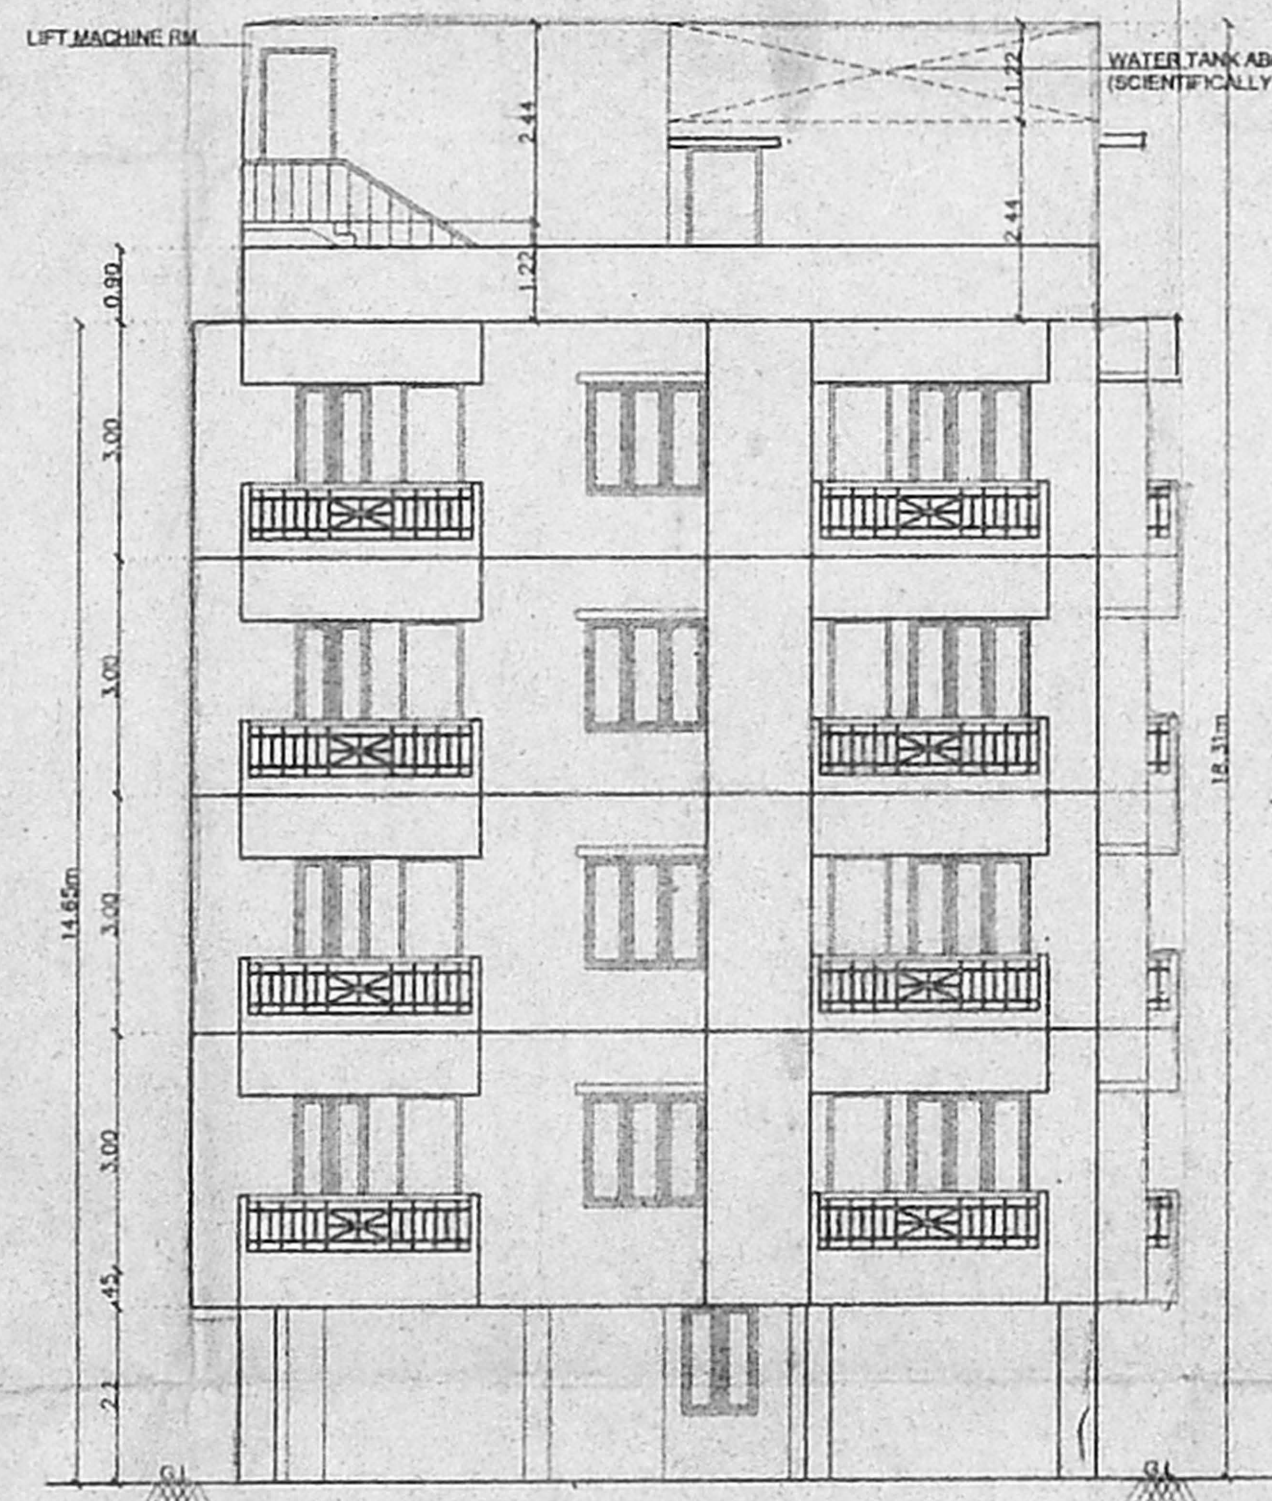 LIFT MACHINE RM
WATER TANK AB
(SCIENTIFICALLY
2.44
1.22
1.22
2.44
0.90
3.00
3.00
3.00
3.00
.45
2.2
14.65m
18.31m
G.L
G.L